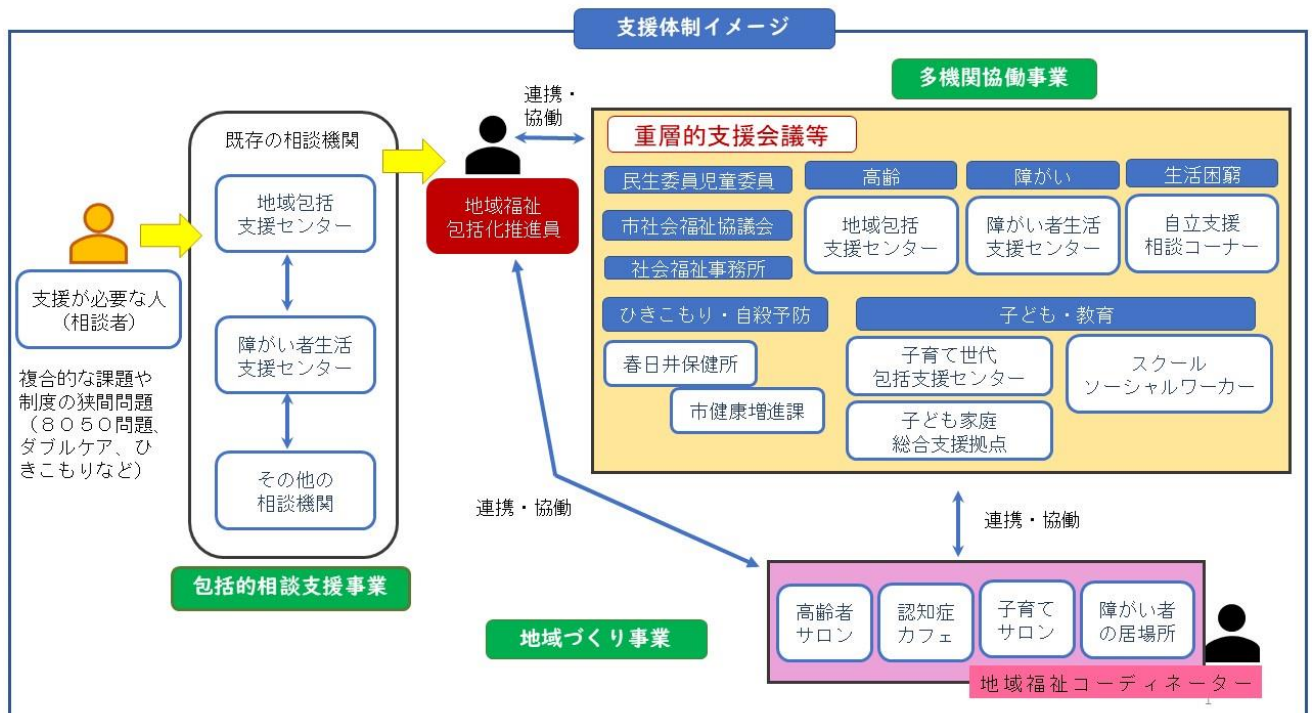 支援体制イメージ
多機関協働事業
連携・
協働
既存の相談機関
地域包括
支援センター
障がい者生活
支援センター
その他の
相談機関
包括的相談支援事業
支援が必要な人
(相談者)
複合的な課題や
制度の狭間問題
(8050問題、
ダブルケア、ひ
きこもりなど)
地域福祉
包括化推進員
重層的支援会議等
民生委員児童委員
市社会福祉協議会
社会福祉事務所
高齢
地域包括
支援センター
障がい
障がい者生活
支援センター
生活困窮
自立支援
相談コーナー
ひきこもり・自殺予防
春日井保健所
市健康増進課
子ども・教育
子育て世代
包括支援センター
子ども家庭
総合支援拠点
スクール
ソーシャルワーカー
連携・協働
連携・協働
地域づくり事業
高齢者
サロン
認知症
カフェ
子育て
サロン
障がい者
の居場所
地域福祉コーディネーター
1